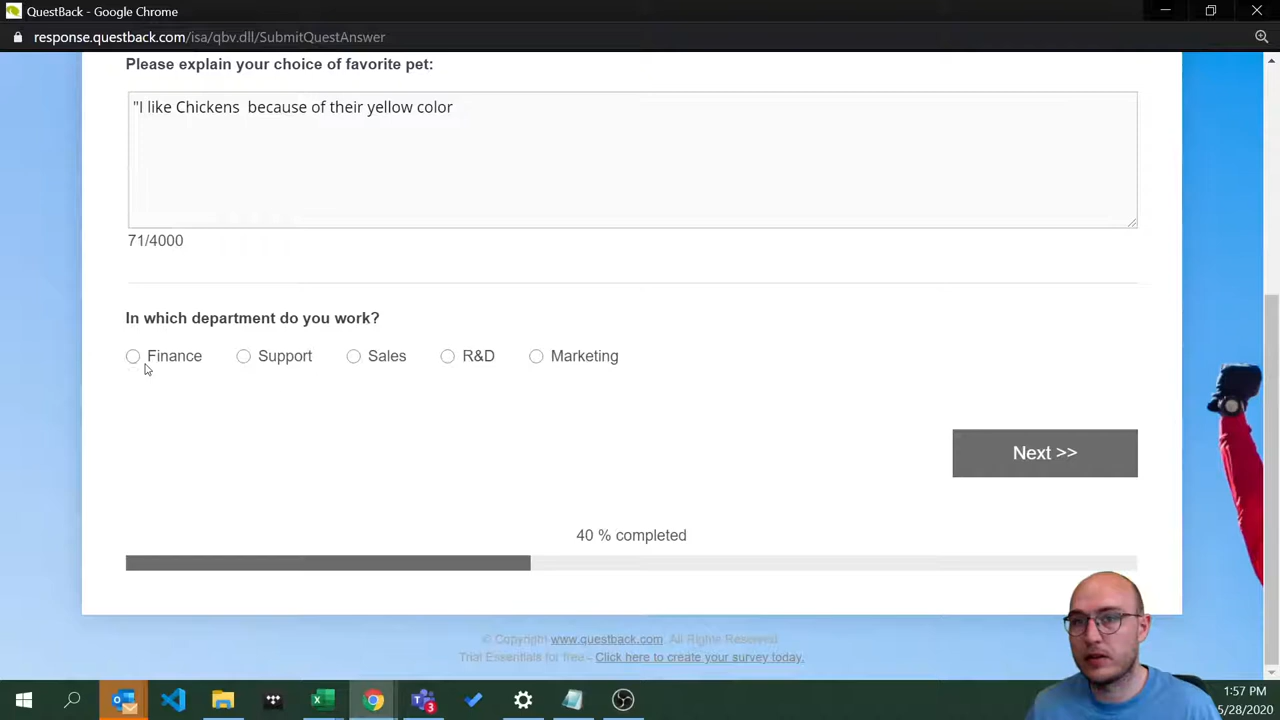 QuestBack - Google Chrome
response.questback.com/isa/qbv.dll/SubmitQuestAnswer
Please explain your choice of favorite pet:
"I like Chickens  because of their yellow color
71/4000
In which department do you work?
Finance Support Sales R&D Marketing
Next >>
40 % completed
© Copyright www.questback.com. All Rights Reserved.
Trial Essentials for free - Click here to create your survey today.
3
1:57 PM
5/28/2020